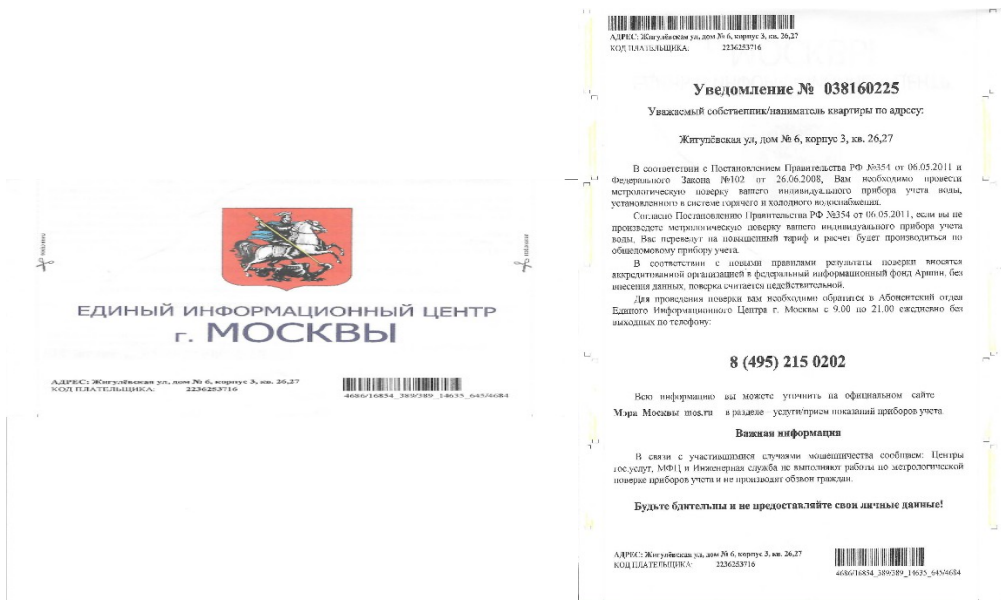 ЕДИНЫЙ ИНФОРМАЦИОННЫЙ ЦЕНТР
г. МОСКВЫ
АДРЕС: Жигулёвская ул, дом № 6, корпус 3, кв. 26,27
КОД ПЛАТЕЛЬЩИКА: 2236253716
4686/16854_389/389_14635_645/4684
АДРЕС: Жигулёвская ул, дом № 6, корпус 3, кв. 26,27
КОД ПЛАТЕЛЬЩИКА: 2236253716
Уведомление № 038160225
Уважаемый собственник/наниматель квартиры по адресу:
Жигулёвская ул, дом № 6, корпус 3, кв. 26,27
В соответствии с Постановлением Правительства РФ №354 от 06.05.2011 и
Федерального Закона №102 от 26.06.2008, Вам необходимо провести
метрологическую поверку вашего индивидуального прибора учета воды,
установленного в системе горячего и холодного водоснабжения.
Согласно Постановлению Правительства РФ №354 от 06.05.2011, если вы не
произведете метрологическую поверку вашего индивидуального прибора учета
воды, Вас переведут на повышенный тариф и расчет будет производиться по
общедомовому прибору учета.
В соответствии с новыми правилами результаты поверки вносятся
аккредитованной организацией в федеральный информационный фонд Аршин, без
внесения данных, поверка считается недействительной.
Для проведения поверки вам необходимо обратится в Абонентский отдел
Единого Информационного Центра г. Москвы с 9.00 по 21.00 ежедневно без
выходных по телефону:
8 (495) 215 0202
Всю информацию вы можете уточнить на официальном сайте
Мэра Москвы mos.ru в разделе услуги/прием показаний приборов учета
Важная информация
В связи с участившимися случаями мошенничества сообщаем: Центры
гос.услуг, МФЦ и Инженерная служба не выполняют работы по метрологической
поверке приборов учета и не производят обзвон граждан.
Будьте бдительны и не предоставляйте свои личные данные!
АДРЕС: Жигулёвская ул, дом № 6, корпус 3, кв. 26,27
КОД ПЛАТЕЛЬЩИКА: 2236253716
4686/16854_389/389_14635_645/4684